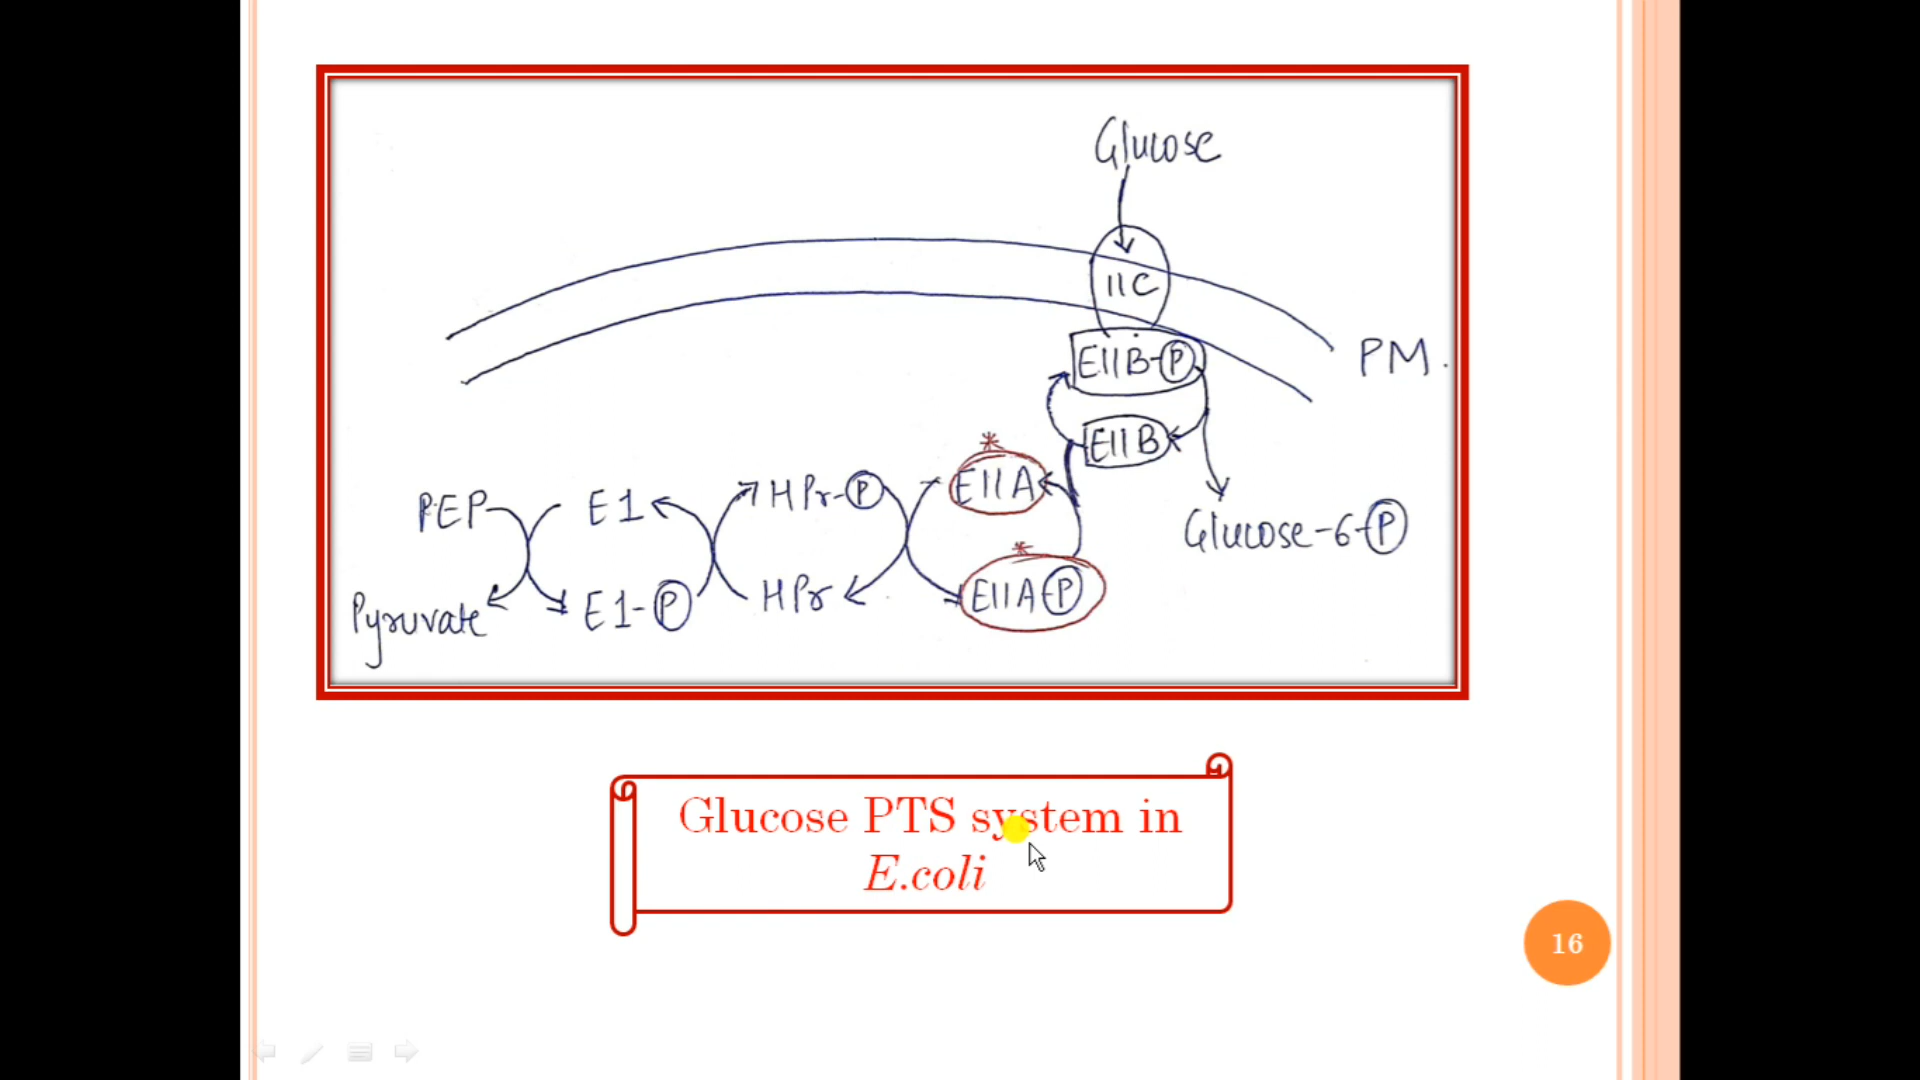 Glucose
IIC
EIIB-P
PM.
EIIB
*
EIIA
PEP
E1
HPr-P
Glucose-6-P
*
EIIA-P
Pyruvate
E1-P
HPr
Glucose PTS system in
E.coli
16